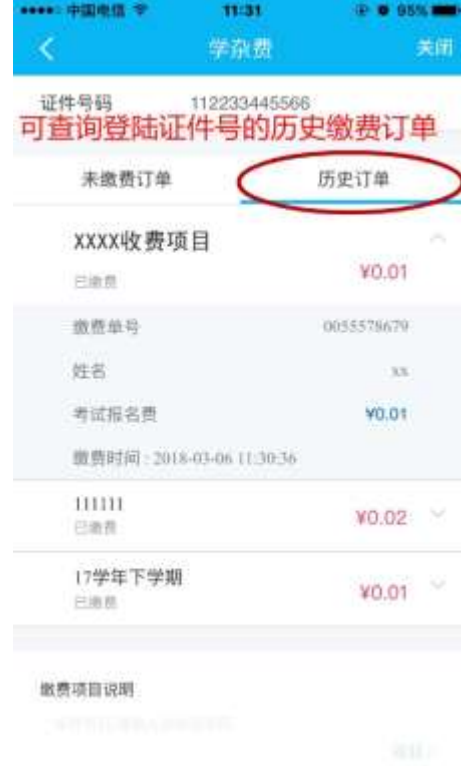 中国电信 11:31 95%
学杂费 关闭
证件号码 112233445566
可查询登陆证件号的历史缴费订单
未缴费订单 历史订单
XXXX收费项目
¥0.01
已缴费
缴费单号 0055578679
姓名 xx
考试报名费 ¥0.01
缴费时间 : 2018-03-06 11:30:36
111111
¥0.02
已缴费
17学年下学期
¥0.01
已缴费
缴费项目说明